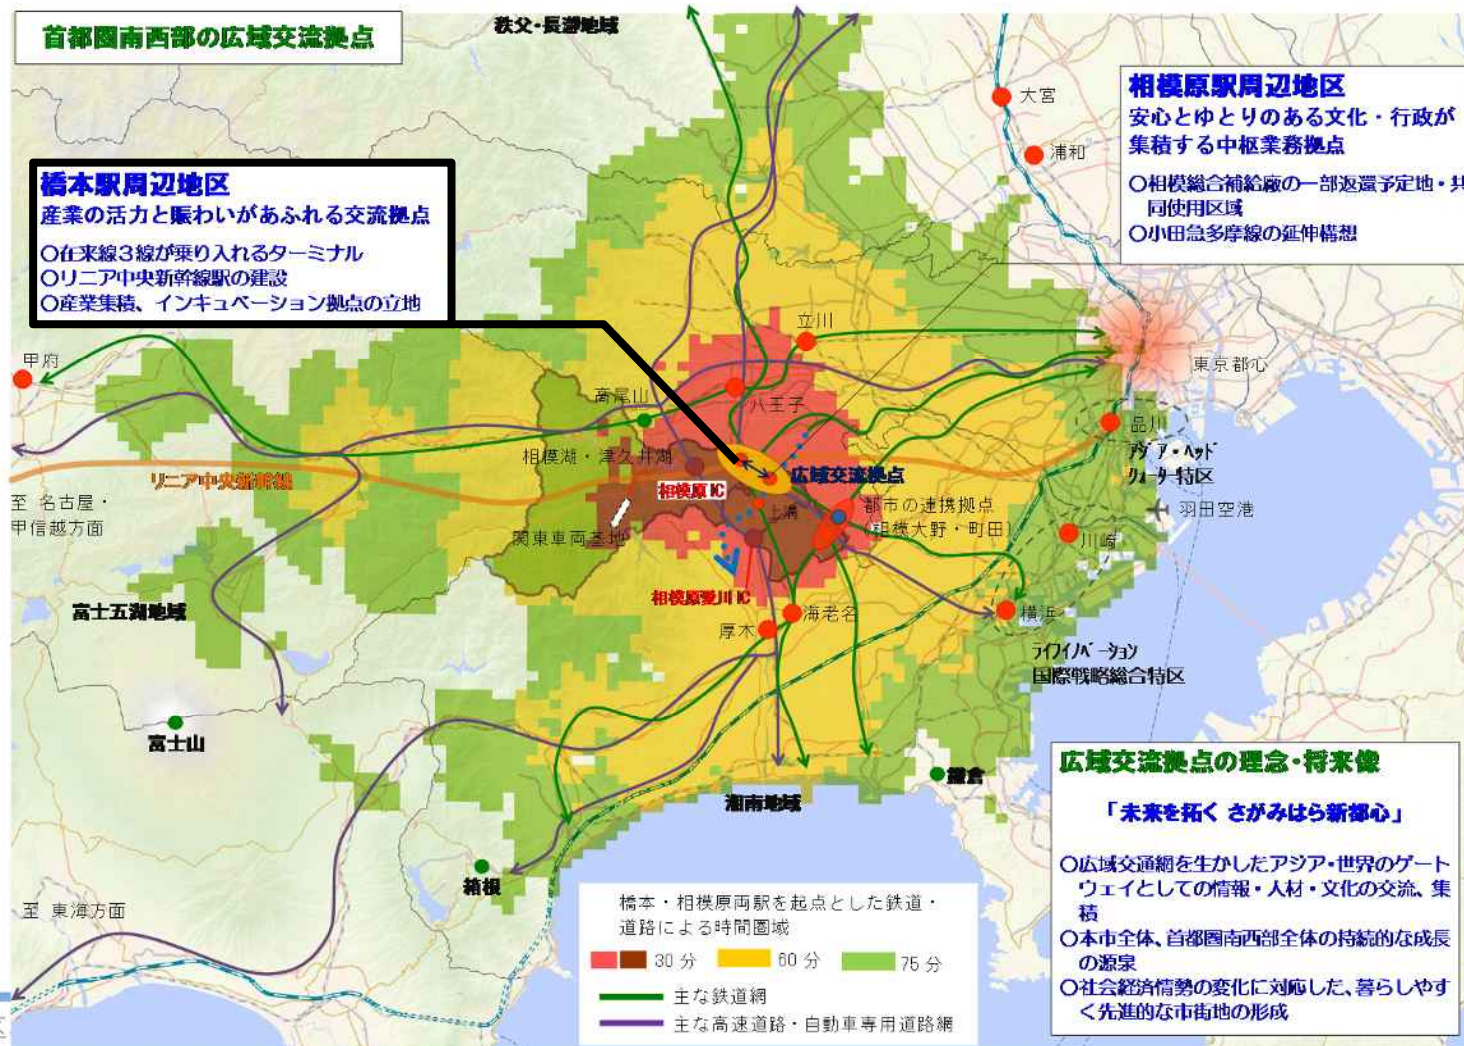 首都圏南西部の広域交流拠点
秩父・長瀞地域
相模原駅周辺地区
安心とゆとりのある文化・行政が
集積する中枢業務拠点
○相模総合補給廠の一部返還予定地・共
同使用区域
○小田急多摩線の延伸構想
大宮
浦和
橋本駅周辺地区
産業の活力と賑わいがあふれる交流拠点
○在来線3線が乗り入れるターミナル
○リニア中央新幹線駅の建設
○産業集積、インキュベーション拠点の立地
甲府
立川
東京都心
高尾山
八王子
品川
アジア・ヘッド
クォーター特区
相模湖・津久井湖
広域交流拠点
リニア中央新幹線
相模原IC
至 名古屋・
甲信越方面
上溝
都市の連携拠点
(相模大野・町田)
羽田空港
関東車両基地
川崎
相模原愛川IC
富士五湖地域
海老名
厚木
横浜
ライフイノベーション
国際戦略総合特区
富士山
鎌倉
湘南地域
箱根
至 東海方面
広域交流拠点の理念・将来像
「未来を拓く さがみはら新都心」
○広域交通網を生かしたアジア・世界のゲート
ウェイとしての情報・人材・文化の交流、集
積
○本市全体、首都圏南西部全体の持続的な成長
の源泉
○社会経済情勢の変化に対応した、暮らしやす
く先進的な市街地の形成
橋本・相模原両駅を起点とした鉄道・
道路による時間圏域
30分 60分 75分
主な鉄道網
主な高速道路・自動車専用道路網